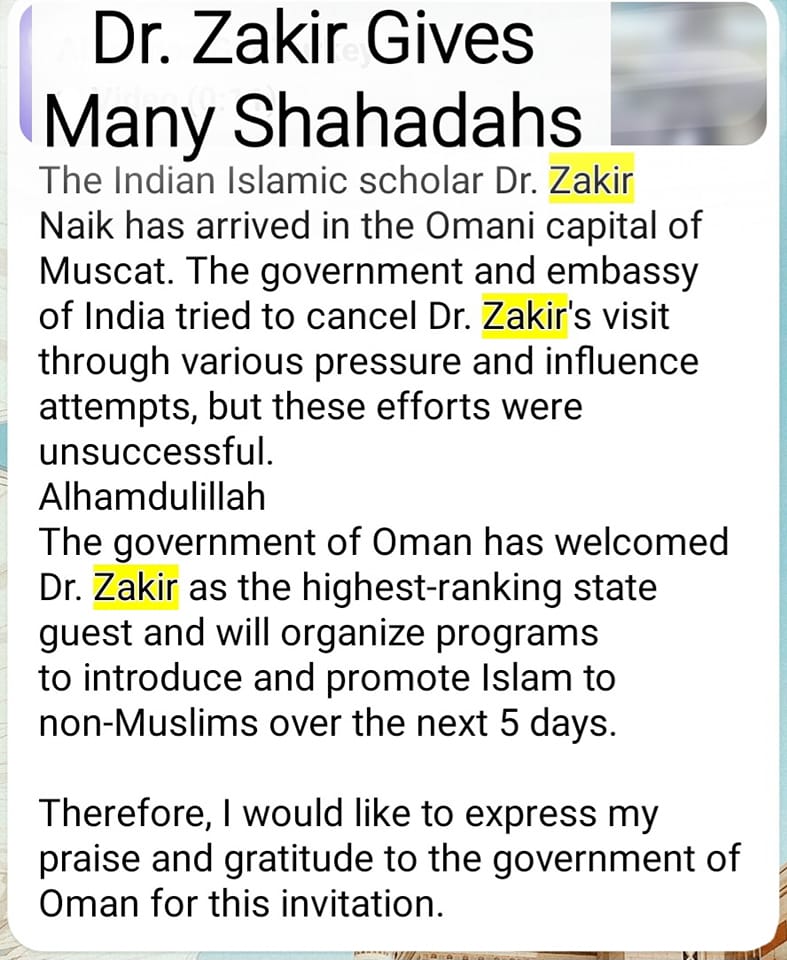 Dr. Zakir Gives
Many Shahadahs
The Indian Islamic scholar Dr. Zakir
Naik has arrived in the Omani capital of
Muscat. The government and embassy
of India tried to cancel Dr. Zakir's visit
through various pressure and influence
attempts, but these efforts were
unsuccessful.
Alhamdulillah
The government of Oman has welcomed
Dr. Zakir as the highest-ranking state
guest and will organize programs
to introduce and promote Islam to
non-Muslims over the next 5 days.
Therefore, I would like to express my
praise and gratitude to the government of
Oman for this invitation.